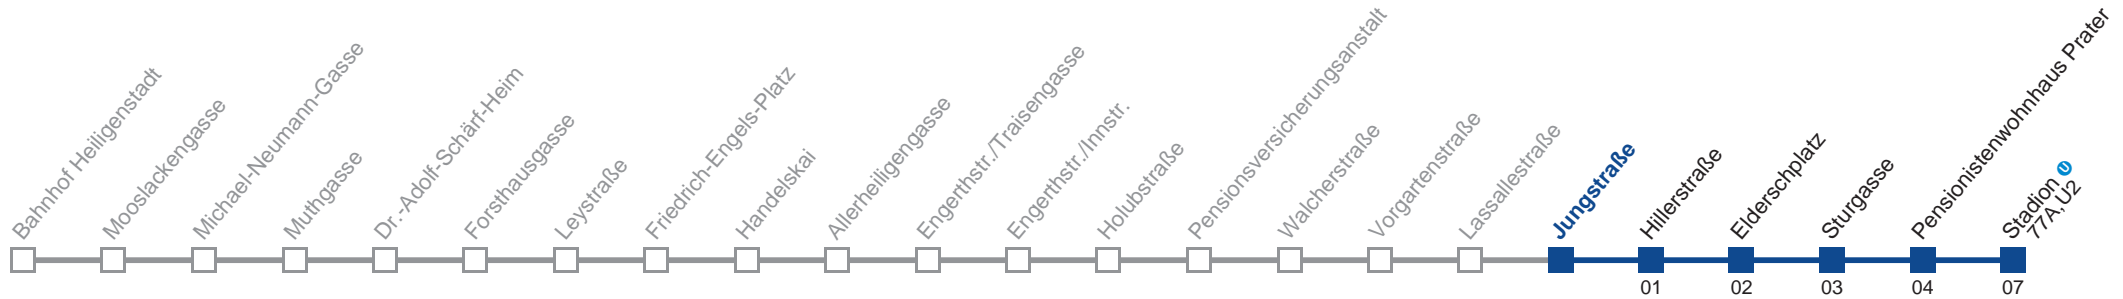 Bahnhof Heiligenstadt
Mooslackengasse
Michael-Neumann-Gasse
Muthgasse
Dr.-Adolf-Schärf-Heim
Forsthausgasse
Leystraße
Friedrich-Engels-Platz
Handelskai
Allerheiligengasse
Engerthstr./Traisengasse
Engerthstr./Innstr.
Holubstraße
Pensionsversicherungsanstalt
Walcherstraße
Vorgartenstraße
Lassallestraße
Jungstraße
Hillerstraße
Elderschplatz
Sturgasse
Pensionistenwohnhaus Prater
Stadion U
77A,U2
01 02 03 04 07